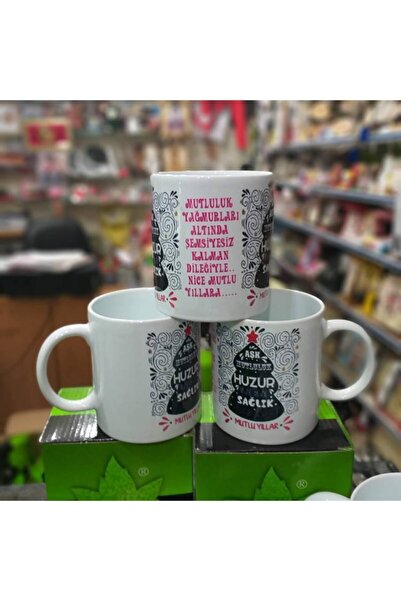 MUTLULUK
YAĞMURLARI
ALTINDA
ŞEMSİYESİZ
KALMAN
DİLEĞİYLE..
NİCE MUTLU
YILLARA.....
AŞK
MUTLULUK
HUZUR
SAĞLIK
MUTLU YILLAR
AŞK
MUTLULUK
HUZUR
SAĞLIK
MUTLU YILLAR
®
®